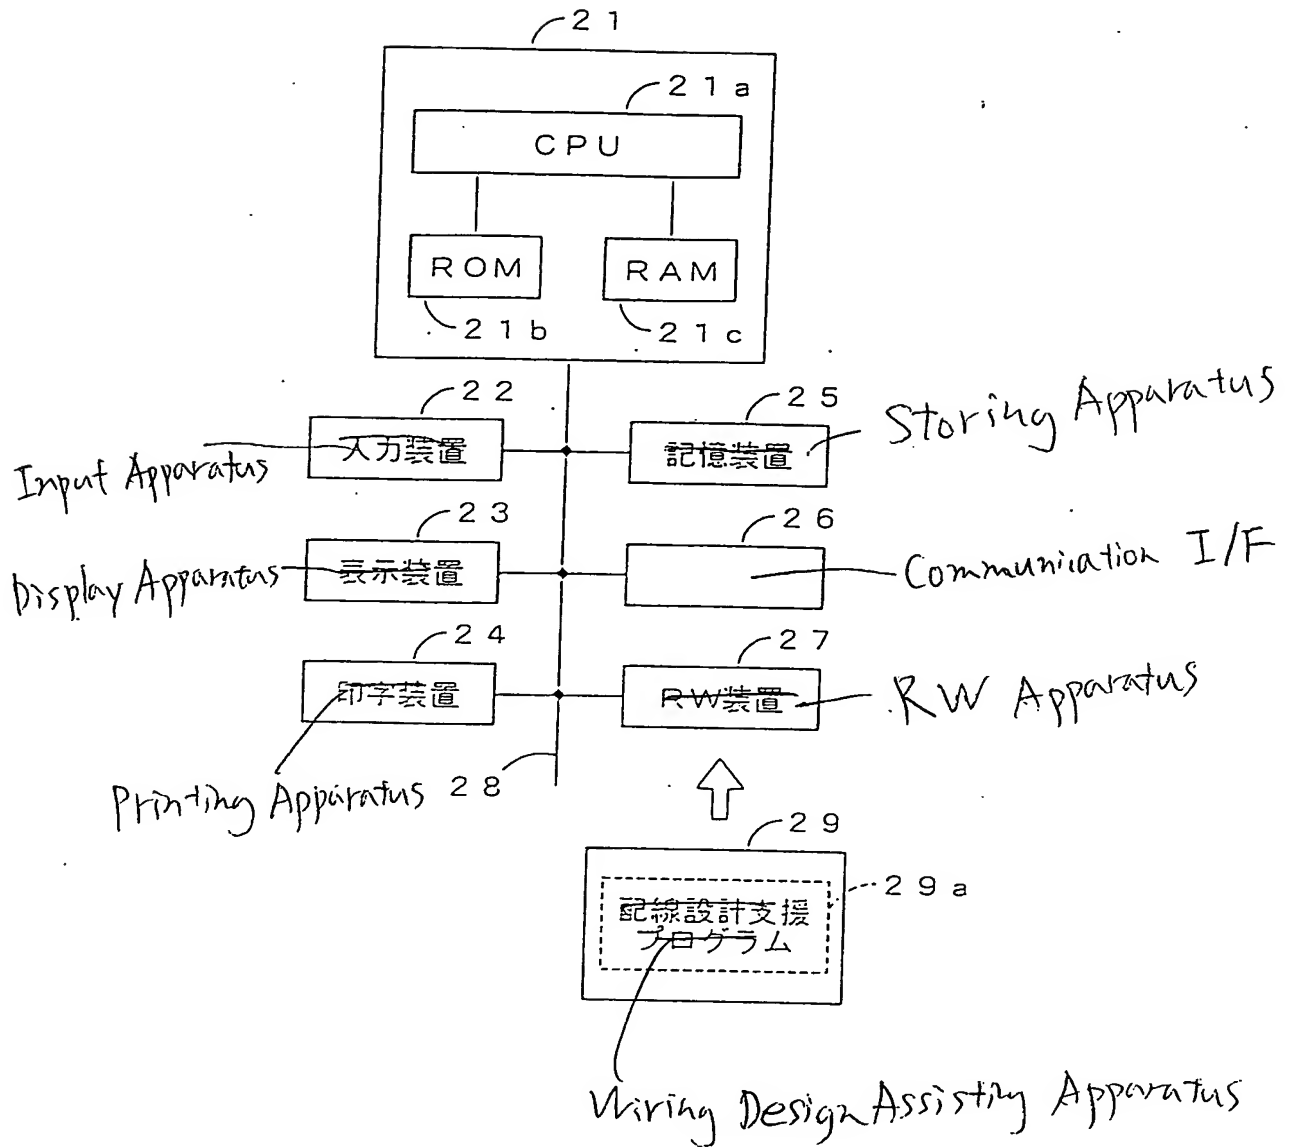 21
21a
CPU
ROM
RAM
21b
21c
22
25
入力装置
記憶装置
Storing Apparatus
Input Apparatus
23
26
表示装置
Display Apparatus
Communication I/F
24
27
印字装置
RW装置
RW Apparatus
Printing Apparatus
28
29
29a
配線設計支援
プログラム
Wiring Design Assisting Apparatus